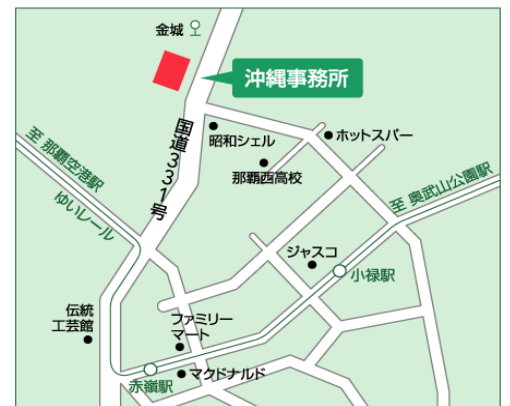 金城
沖縄事務所
国道331号
昭和シェル
ホットスパー
那覇西高校
至 那覇空港駅
ゆいレール
至 奥武山公園駅
ジャスコ
小禄駅
伝統
工芸館
ファミリー
マート
マクドナルド
赤嶺駅